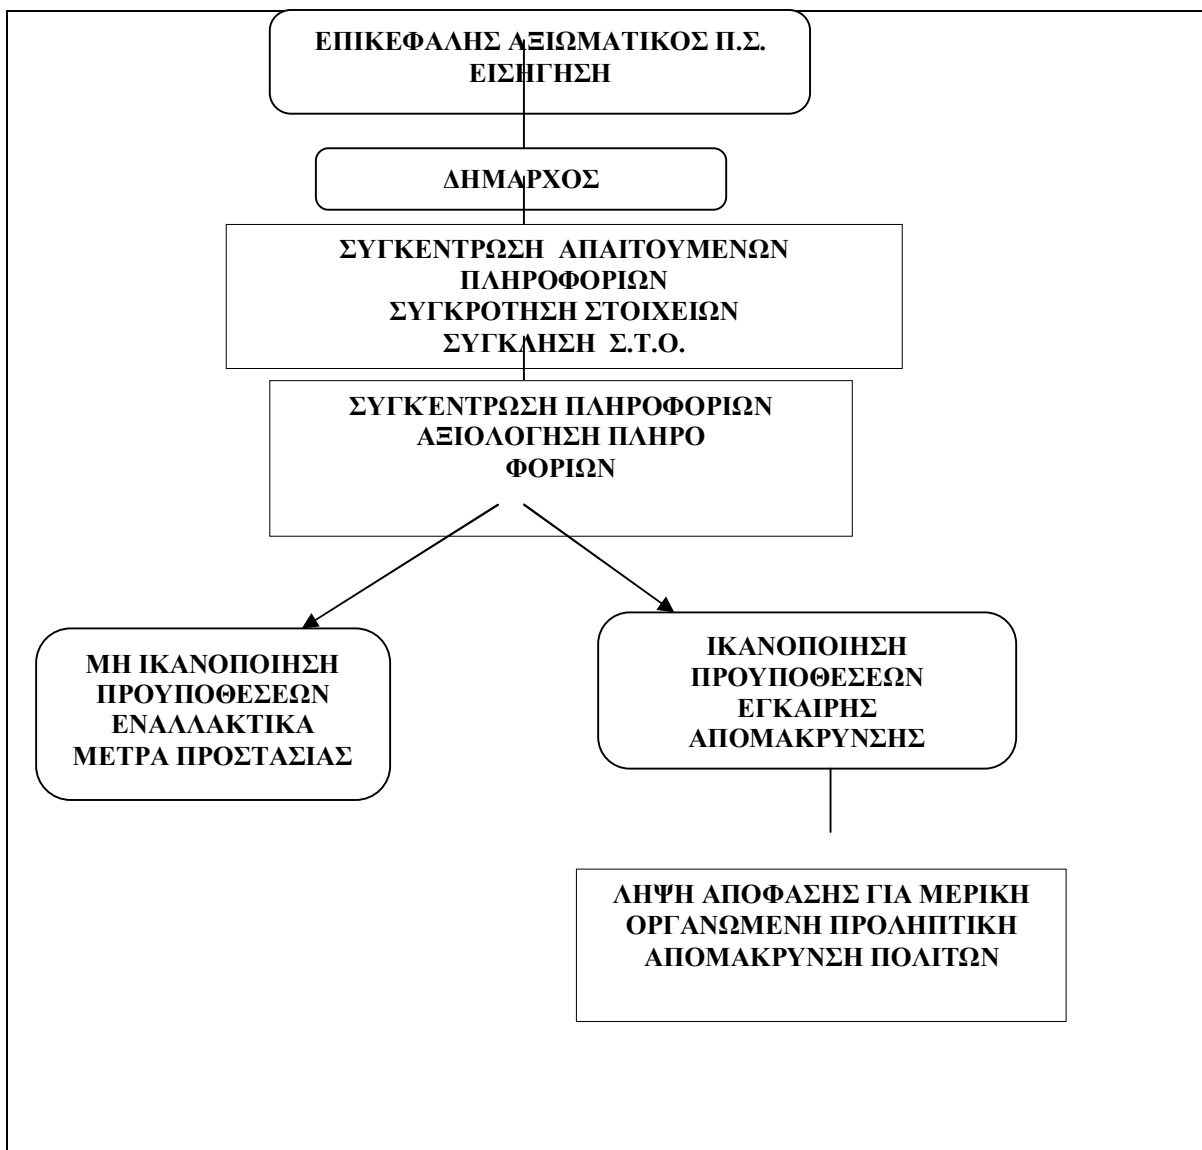 ΕΠΙΚΕΦΑΛΗΣ ΑΞΙΩΜΑΤΙΚΟΣ Π.Σ.
ΕΙΣΗΓΗΣΗ
ΔΗΜΑΡΧΟΣ
ΣΥΓΚΕΝΤΡΩΣΗ ΑΠΑΙΤΟΥΜΕΝΩΝ
ΠΛΗΡΟΦΟΡΙΩΝ
ΣΥΓΚΡΟΤΗΣΗ ΣΤΟΙΧΕΙΩΝ
ΣΥΓΚΛΗΣΗ Σ.Τ.Ο.
ΣΥΓΚΈΝΤΡΩΣΗ ΠΛΗΡΟΦΟΡΙΩΝ
ΑΞΙΟΛΟΓΗΣΗ ΠΛΗΡΟ
ΦΟΡΙΩΝ
ΜΗ ΙΚΑΝΟΠΟΙΗΣΗ
ΠΡΟΥΠΟΘΕΣΕΩΝ
ΕΝΑΛΛΑΚΤΙΚΑ
ΜΕΤΡΑ ΠΡΟΣΤΑΣΙΑΣ
ΙΚΑΝΟΠΟΙΗΣΗ
ΠΡΟΥΠΟΘΕΣΕΩΝ
ΕΓΚΑΙΡΗΣ
ΑΠΟΜΑΚΡΥΝΣΗΣ
ΛΗΨΗ ΑΠΟΦΑΣΗΣ ΓΙΑ ΜΕΡΙΚΗ
ΟΡΓΑΝΩΜΕΝΗ ΠΡΟΛΗΠΤΙΚΗ
ΑΠΟΜΑΚΡΥΝΣΗ ΠΟΛΙΤΩΝ